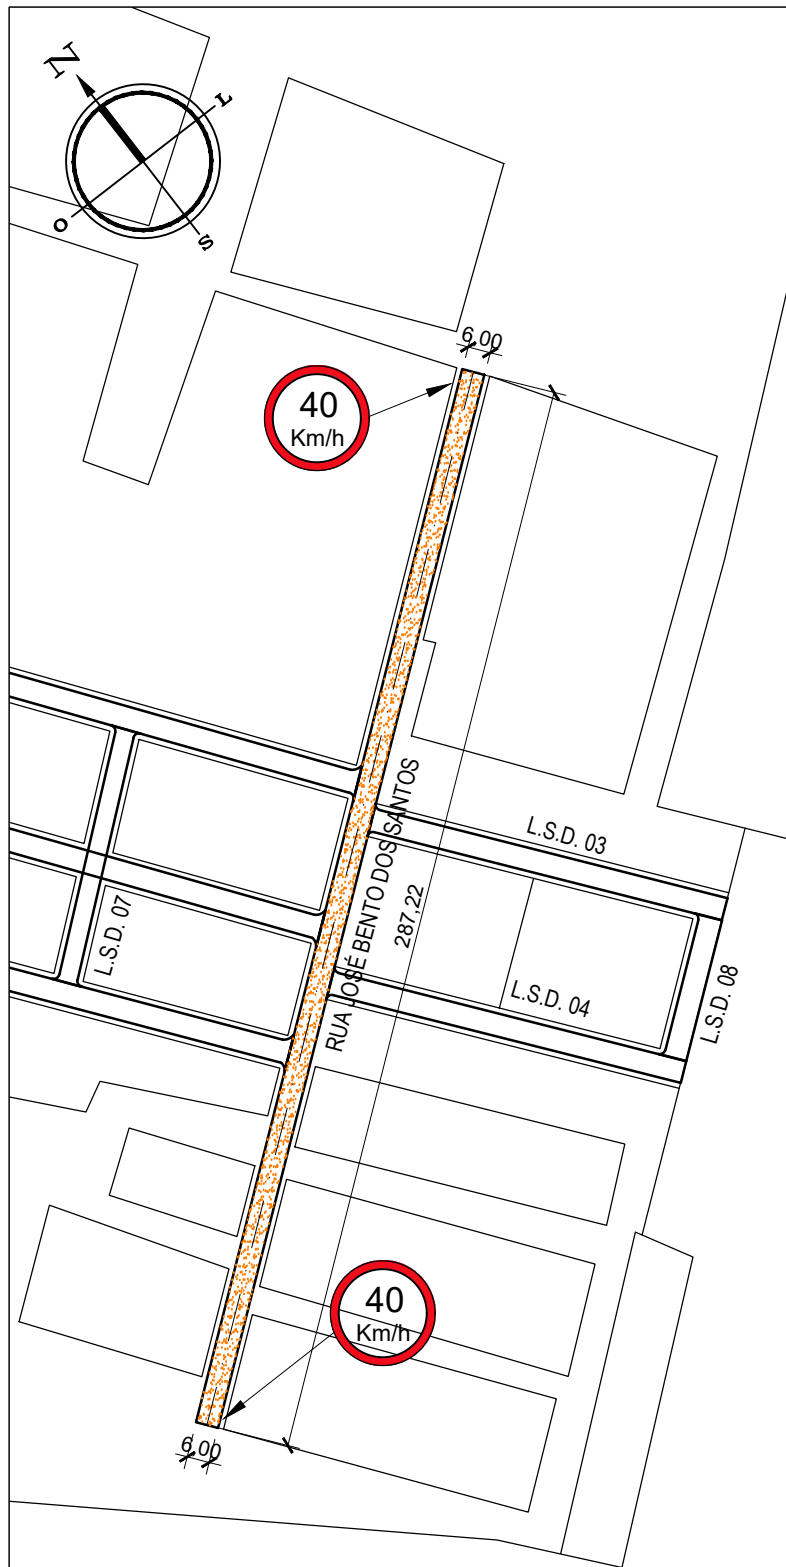 N
L
O
S
6,00
40
Km/h
L.S.D. 03
RUA JOSÉ BENTO DOS SANTOS
287,22
L.S.D. 07
L.S.D. 04
L.S.D. 08
40
Km/h
6,00